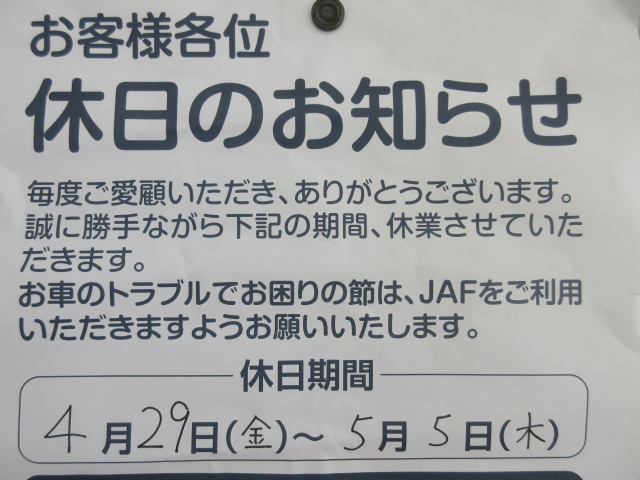 お客様各位
休日のお知らせ
毎度ご愛顧いただき、ありがとうございます。
誠に勝手ながら下記の期間、休業させていた
だきます。
お車のトラブルでお困りの節は、JAFをご利用
いただきますようお願いいたします。
休日期間
4月29日(金)～5月5日(木)